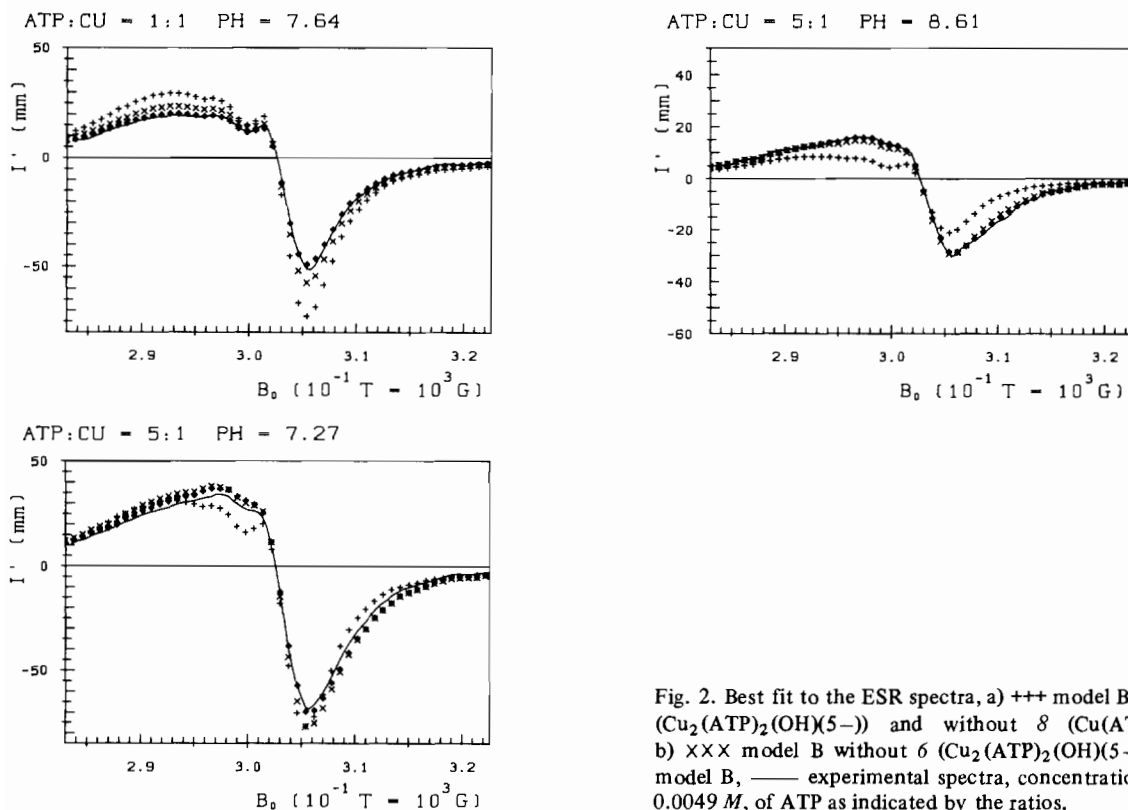 ATP:CU = 1:1 PH = 7.64
50
0
-50
I' (mm)
2.9 3.0 3.1 3.2
B₀ (10⁻¹ T - 10³ G)
ATP:CU = 5:1 PH = 8.61
40
20
0
-20
-40
-60
I' (mm)
2.9 3.0 3.1 3.2
B₀ (10⁻¹ T - 10³ G)
ATP:CU = 5:1 PH = 7.27
50
0
-50
I' (mm)
2.9 3.0 3.1 3.2
B₀ (10⁻¹ T - 10³ G)
Fig. 2. Best fit to the ESR spectra, a) +++ model B
(Cu₂(ATP)₂(OH)(5–)) and without 8 (Cu(AT
b) ××× model B without 6 (Cu₂(ATP)₂(OH)(5–
model B, —— experimental spectra, concentratio
0.0049 M, of ATP as indicated by the ratios.